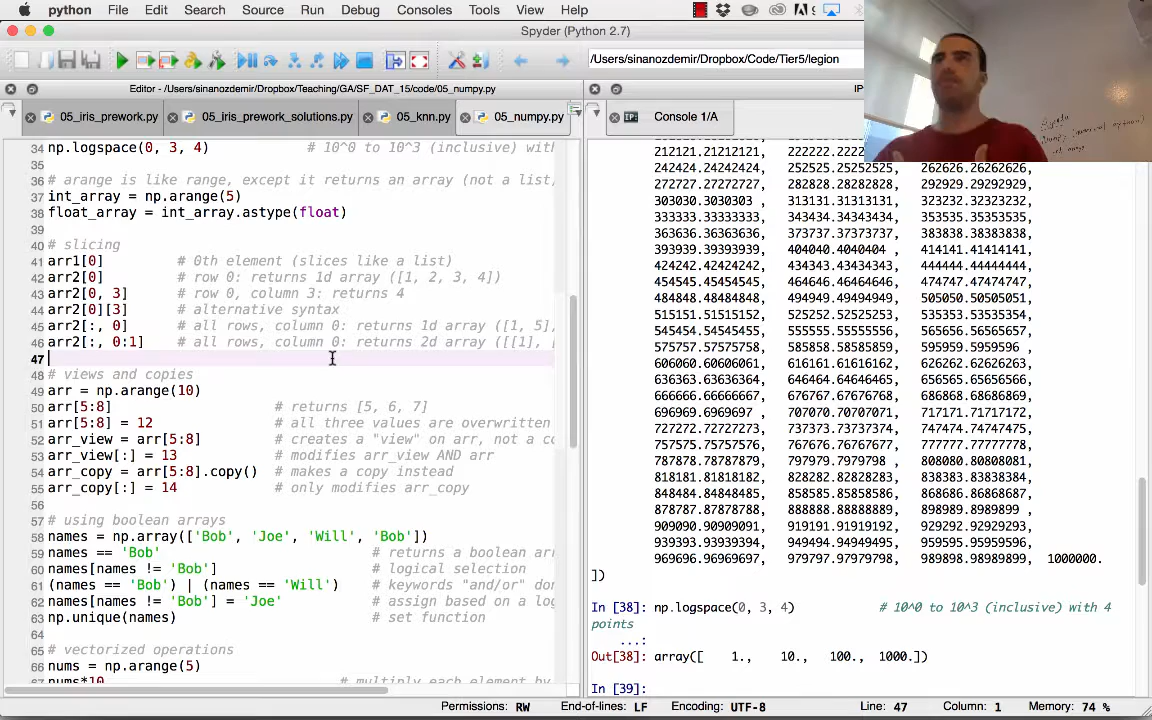 python File Edit Search Source Run Debug Consoles Tools View Help
Spyder (Python 2.7)
/Users/sinanozdemir/Dropbox/Code/Tier5/legion
Editor - /Users/sinanozdemir/Dropbox/Teaching/GA/SF_DAT_15/code/05_numpy.py
05_iris_prework.py 05_iris_prework_solutions.py 05_knn.py 05_numpy.py
34 np.logspace(0, 3, 4) # 10^0 to 10^3 (inclusive) wit
35
36 # arange is like range, except it returns an array (not a list
37 int_array = np.arange(5)
38 float_array = int_array.astype(float)
39
40 # slicing
41 arr1[0] # 0th element (slices like a list)
42 arr2[0] # row 0: returns 1d array ([1, 2, 3, 4])
43 arr2[0, 3] # row 0, column 3: returns 4
44 arr2[0][3] # alternative syntax
45 arr2[:, 0] # all rows, column 0: returns 1d array ([1, 5],
46 arr2[:, 0:1] # all rows, column 0: returns 2d array ([[1], [
47
48 # views and copies
49 arr = np.arange(10)
50 arr[5:8] # returns [5, 6, 7]
51 arr[5:8] = 12 # all three values are overwritten
52 arr_view = arr[5:8] # creates a "view" on arr, not a co
53 arr_view[:] = 13 # modifies arr_view AND arr
54 arr_copy = arr[5:8].copy() # makes a copy instead
55 arr_copy[:] = 14 # only modifies arr_copy
56
57 # using boolean arrays
58 names = np.array(['Bob', 'Joe', 'Will', 'Bob'])
59 names == 'Bob' # returns a boolean arr
60 names[names != 'Bob'] # logical selection
61 (names == 'Bob') | (names == 'Will') # keywords "and/or" don
62 names[names != 'Bob'] = 'Joe' # assign based on a log
63 np.unique(names) # set function
64
65 # vectorized operations
66 nums = np.arange(5)
67 nums*10 # multiply each element by
Console 1/A
212121.21212121, 222222.22222222, 232323.23232323,
242424.24242424, 252525.25252525, 262626.26262626,
272727.27272727, 282828.28282828, 292929.29292929,
303030.3030303 , 313131.31313131, 323232.32323232,
333333.33333333, 343434.34343434, 353535.35353535,
363636.36363636, 373737.37373737, 383838.38383838,
393939.39393939, 404040.4040404 , 414141.41414141,
424242.42424242, 434343.43434343, 444444.44444444,
454545.45454545, 464646.46464646, 474747.47474747,
484848.48484848, 494949.49494949, 505050.50505051,
515151.51515152, 525252.52525253, 535353.53535354,
545454.54545455, 555555.55555556, 565656.56565657,
575757.57575758, 585858.58585859, 595959.5959596 ,
606060.60606061, 616161.61616162, 626262.62626263,
636363.63636364, 646464.64646465, 656565.65656566,
666666.66666667, 676767.67676768, 686868.68686869,
696969.6969697 , 707070.70707071, 717171.71717172,
727272.72727273, 737373.73737374, 747474.74747475,
757575.75757576, 767676.76767677, 777777.77777778,
787878.78787879, 797979.7979798 , 808080.80808081,
818181.81818182, 828282.82828283, 838383.83838384,
848484.84848485, 858585.85858586, 868686.86868687,
878787.87878788, 888888.88888889, 898989.8989899 ,
909090.90909091, 919191.91919192, 929292.92929293,
939393.93939394, 949494.94949495, 959595.95959596,
969696.96969697, 979797.97979798, 989898.98989899, 1000000.
])
In [38]: np.logspace(0, 3, 4) # 10^0 to 10^3 (inclusive) with 4
points
...:
Out[38]: array([ 1., 10., 100., 1000.])
In [39]:
Permissions: RW End-of-lines: LF Encoding: UTF-8 Line: 47 Column: 1 Memory: 74 %